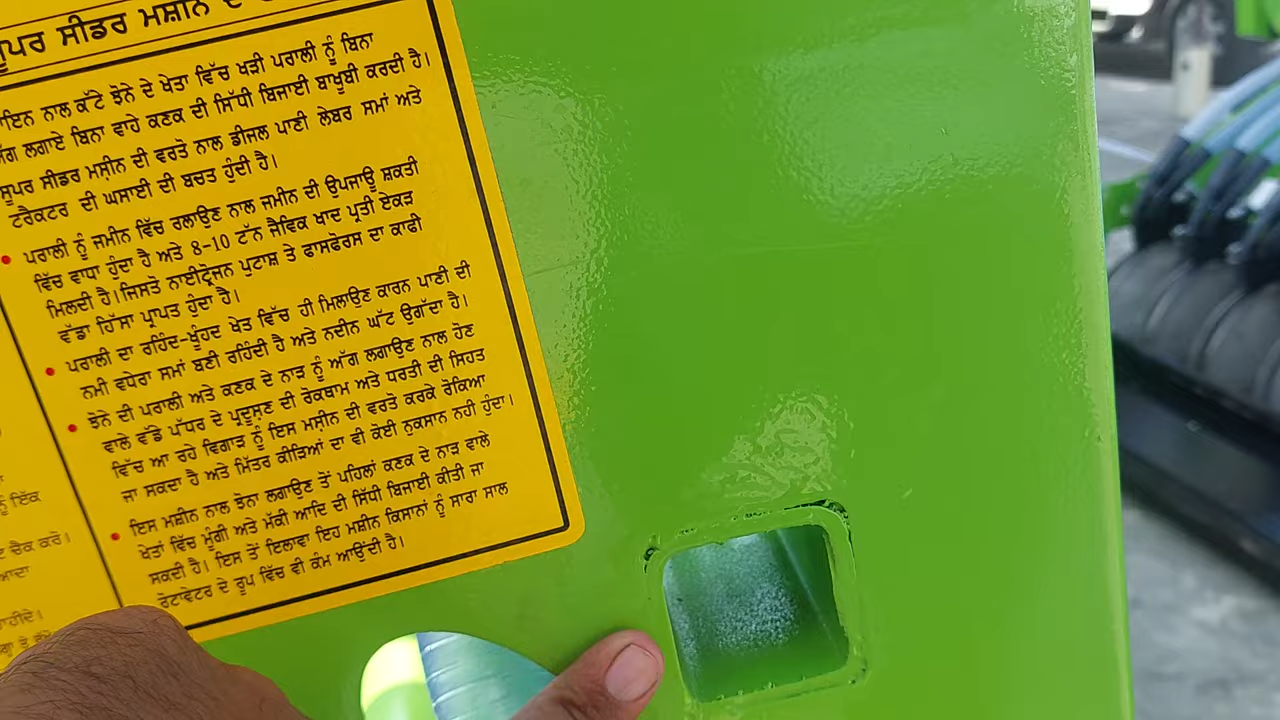 ਸੀਡਰ ਮਸ਼ੀਨ ਦੇ
ਨਾਲ ਕੱਟੇ ਝੋਨੇ ਦੇ ਖੇਤਾਂ ਵਿੱਚ ਖੜੀ ਪਰਾਲੀ ਨੂੰ ਬਿਨਾ
ਲਗਾਏ ਬਿਨਾ ਵਾਹੇ ਕਣਕ ਦੀ ਸਿੱਧੀ ਬਿਜਾਈ ਬਾਖੂਬੀ ਕਰਦੀ ਹੈ।
ਸੂਪਰ ਸੀਡਰ ਮਸ਼ੀਨ ਦੀ ਵਰਤੋ ਨਾਲ ਡੀਜਲ ਪਾਣੀ ਲੇਬਰ ਸਮਾਂ ਅਤੇ
ਟਰੈਕਟਰ ਦੀ ਘਸਾਈ ਦੀ ਬਚਤ ਹੁੰਦੀ ਹੈ।
• ਪਰਾਲੀ ਨੂੰ ਜਮੀਨ ਵਿੱਚ ਰਲਾਉਣ ਨਾਲ ਜਮੀਨ ਦੀ ਉਪਜਾਊ ਸ਼ਕਤੀ
ਵਿੱਚ ਵਾਧਾ ਹੁੰਦਾ ਹੈ ਅਤੇ 8-10 ਟੱਨ ਜੈਵਿਕ ਖਾਦ ਪ੍ਰਤੀ ਏਕੜ
ਮਿਲਦੀ ਹੈ।ਜਿਸਤੋ ਨਾਈਟ੍ਰੋਜਨ ਪੁਟਾਸ਼ ਤੇ ਫਾਸਫੋਰਸ ਦਾ ਕਾਫੀ
ਵੱਡਾ ਹਿੱਸਾ ਪ੍ਰਾਪਤ ਹੁੰਦਾ ਹੈ।
• ਪਰਾਲੀ ਦਾ ਰਹਿੰਦ-ਖੂੰਹਦ ਖੇਤ ਵਿੱਚ ਹੀ ਮਿਲਾਉਣ ਕਾਰਨ ਪਾਣੀ ਦੀ
ਨਮੀ ਵਧੇਰਾ ਸਮਾਂ ਬਣੀ ਰਹਿੰਦੀ ਹੈ ਅਤੇ ਨਦੀਨ ਘੱਟ ਉਗੱਦਾ ਹੈ।
• ਝੋਨੇ ਦੀ ਪਰਾਲੀ ਅਤੇ ਕਣਕ ਦੇ ਨਾੜ ਨੂੰ ਅੱਗ ਲਗਾਉਣ ਨਾਲ ਹੋਣ
ਵਾਲੇ ਵੱਡੇ ਪੱਧਰ ਦੇ ਪ੍ਰਦੂਸ਼ਣ ਦੀ ਰੋਕਥਾਮ ਅਤੇ ਧਰਤੀ ਦੀ ਸਿਹਤ
ਵਿੱਚ ਆ ਰਹੇ ਵਿਗਾੜ ਨੂੰ ਇਸ ਮਸ਼ੀਨ ਦੀ ਵਰਤੋ ਕਰਕੇ ਰੋਕਿਆ
ਜਾ ਸਕਦਾ ਹੈ ਅਤੇ ਮਿੱਤਰ ਕੀੜਿਆਂ ਦਾ ਵੀ ਕੋਈ ਨੁਕਸਾਨ ਨਹੀ ਹੁੰਦਾ।
• ਇਸ ਮਸ਼ੀਨ ਨਾਲ ਝੋਨਾ ਲਗਾਉਣ ਤੋਂ ਪਹਿਲਾਂ ਕਣਕ ਦੇ ਨਾੜ ਵਾਲੇ
ਖੇਤਾਂ ਵਿੱਚ ਮੂੰਗੀ ਅਤੇ ਮੱਕੀ ਆਦਿ ਦੀ ਸਿੱਧੀ ਬਿਜਾਈ ਕੀਤੀ ਜਾ
ਸਕਦੀ ਹੈ। ਇਸ ਤੋਂ ਇਲਾਵਾ ਇਹ ਮਸ਼ੀਨ ਕਿਸਾਨਾਂ ਨੂੰ ਸਾਰਾ ਸਾਲ
ਰੋਟਾਵੇਟਰ ਦੇ ਰੂਪ ਵਿੱਚ ਵੀ ਕੰਮ ਆਉਂਦੀ ਹੈ।
ਨੂੰ ਇੱਕ
ਚੈਕ ਕਰੋ।